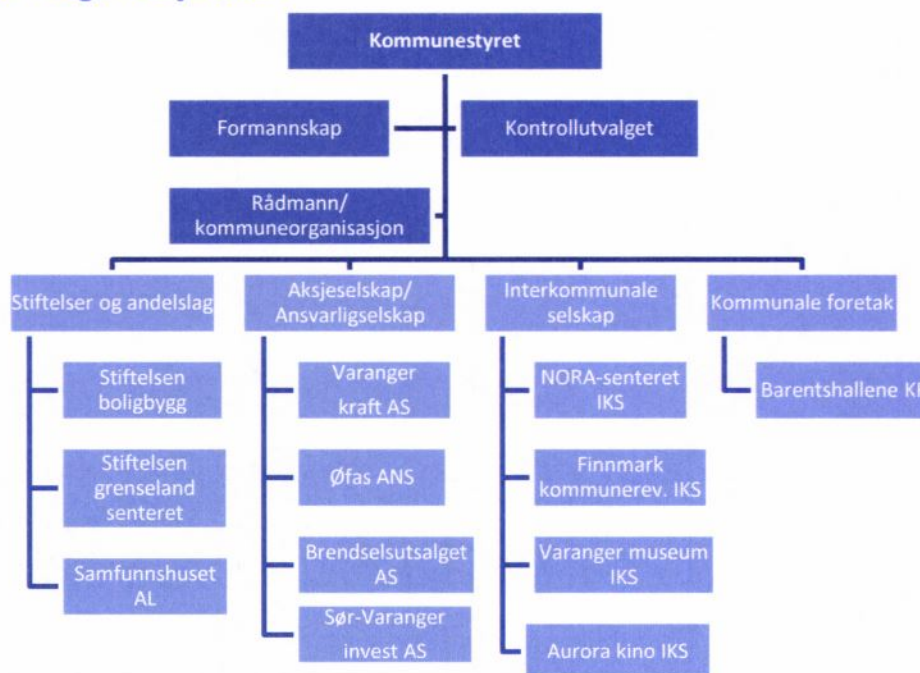 Kommunestyret
Formannskap
Kontrollutvalget
Rådmann/
kommuneorganisasjon
Stiftelser og andelslag
Aksjeselskap/
Ansvarligselskap
Interkommunale
selskap
Kommunale foretak
Stiftelsen
boligbygg
Varanger
kraft AS
NORA-senteret
IKS
Barentshallene KF
Stiftelsen
grenseland
senteret
Øfas ANS
Finnmark
kommunerev. IKS
Samfunnshuset
AL
Brendselsutsalget
AS
Varanger museum
IKS
Sør-Varanger
invest AS
Aurora kino IKS